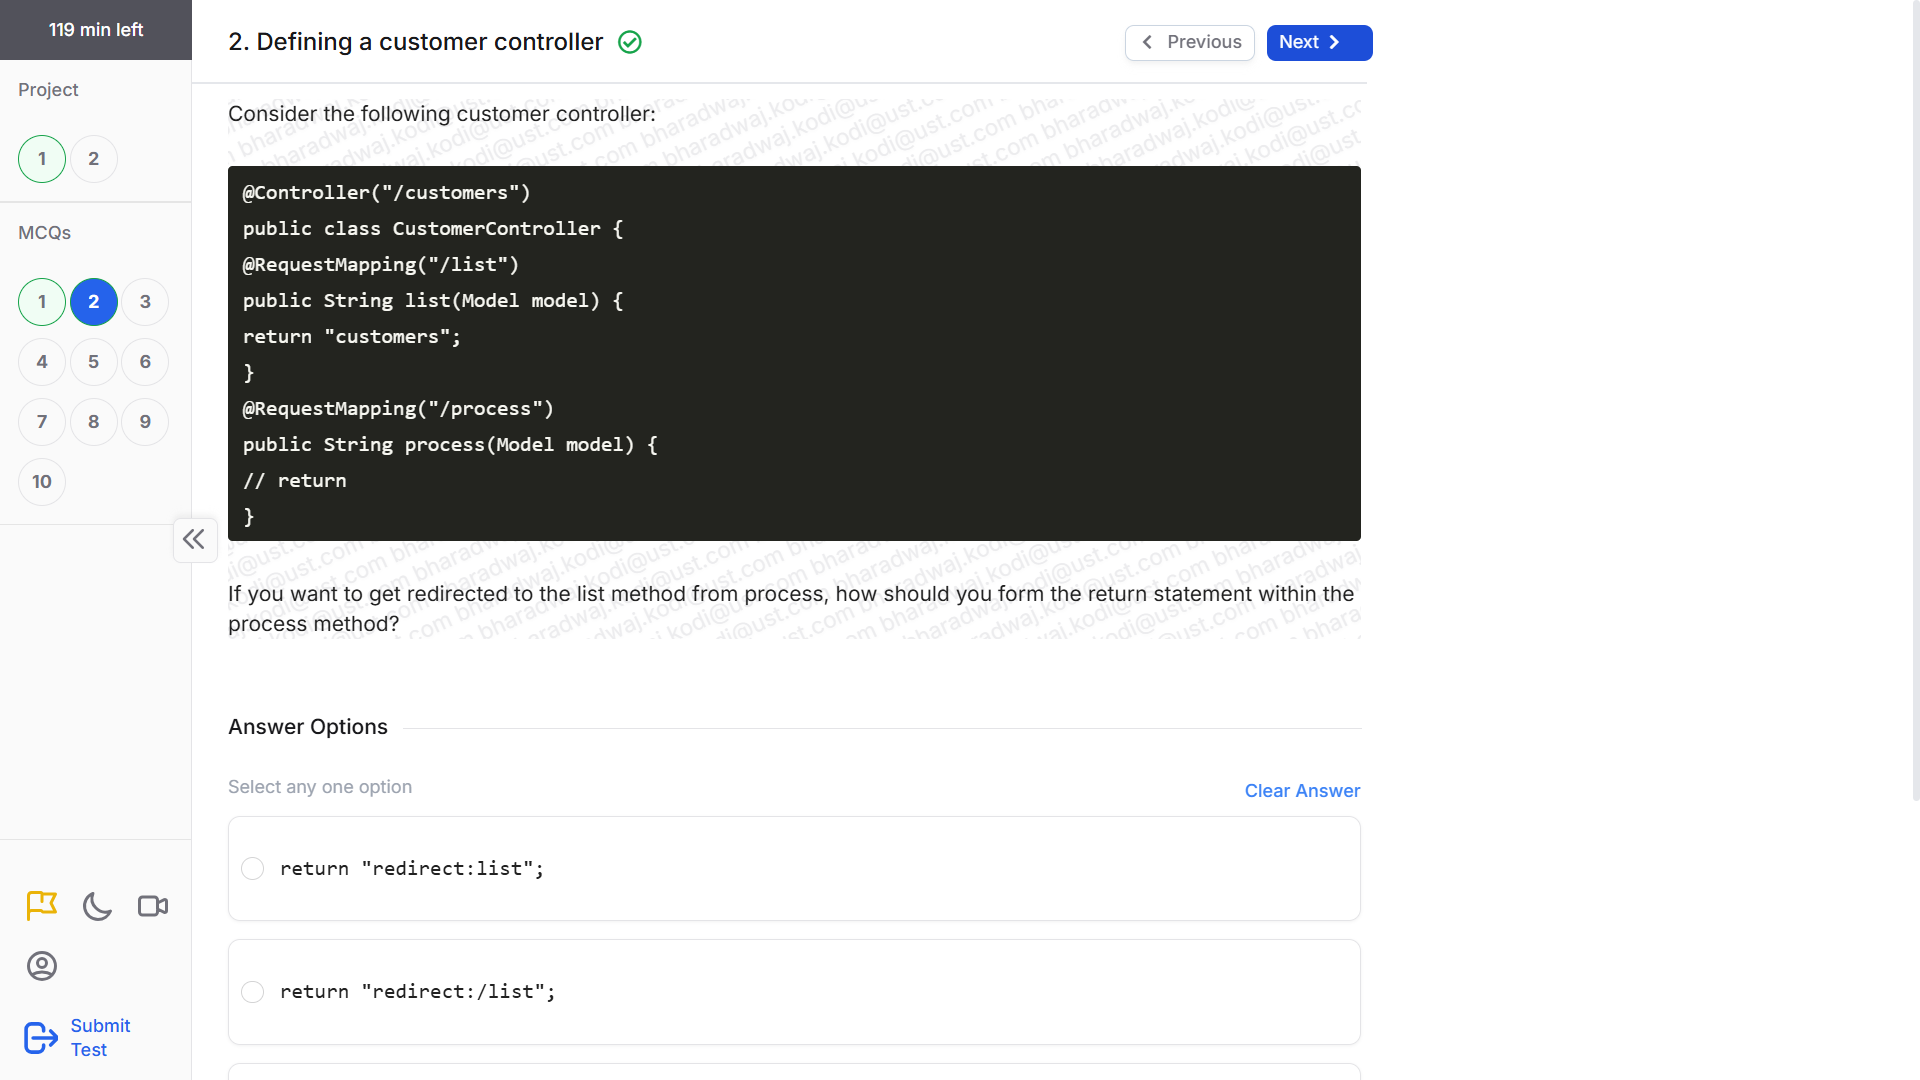 119 min left
Project
1
2
MCQs
1
2
3
4
5
6
7
8
9
10
Submit
Test
2. Defining a customer controller
Previous
Next
Consider the following customer controller:
@Controller("/customers")
public class CustomerController {
@RequestMapping("/list")
public String list(Model model) {
return "customers";
}
@RequestMapping("/process")
public String process(Model model) {
// return
}
If you want to get redirected to the list method from process, how should you form the return statement within the
process method?
Answer Options
Select any one option
Clear Answer
return "redirect:list";
return "redirect:/list";
bharadwaj.kodi@ust.com